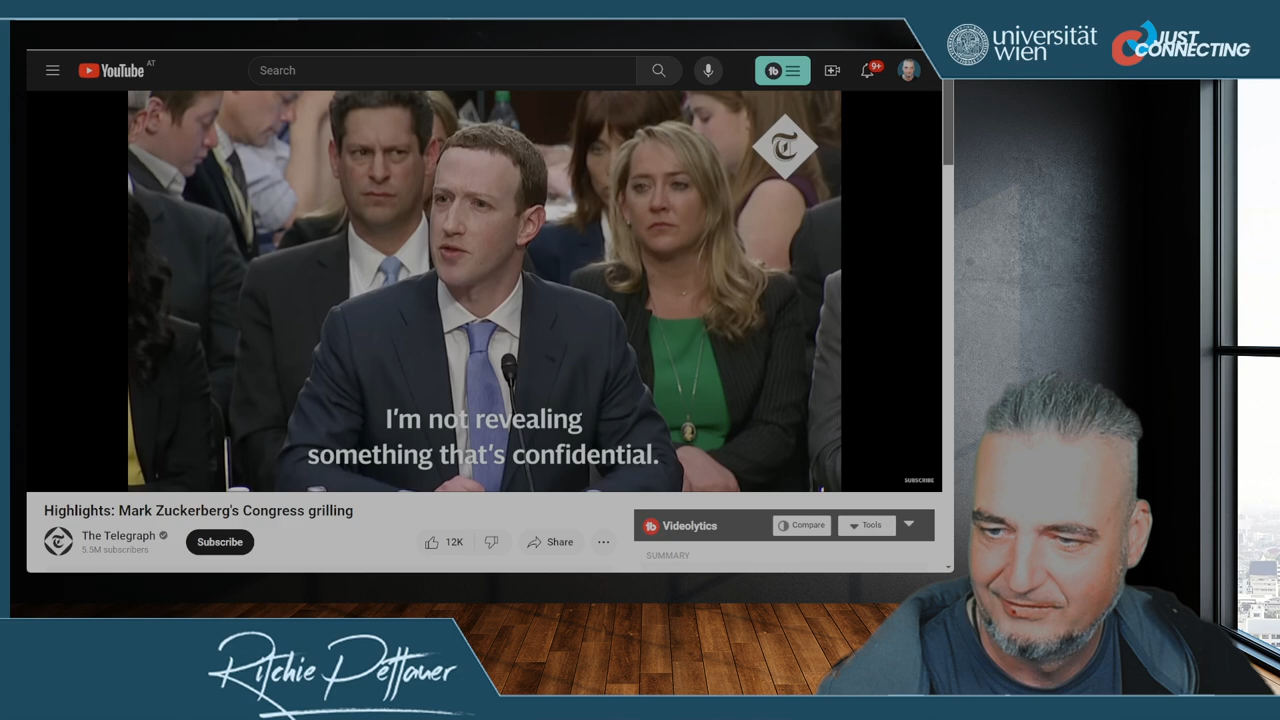 universität
wien
JUST
CONNECTING
YouTube AT
Search
9+
I'm not revealing
something that's confidential.
SUBSCRIBE
Highlights: Mark Zuckerberg's Congress grilling
The Telegraph
5.5M subscribers
Subscribe
12K
Share
Videolytics
Compare
Tools
SUMMARY
Ritchie Pettauer